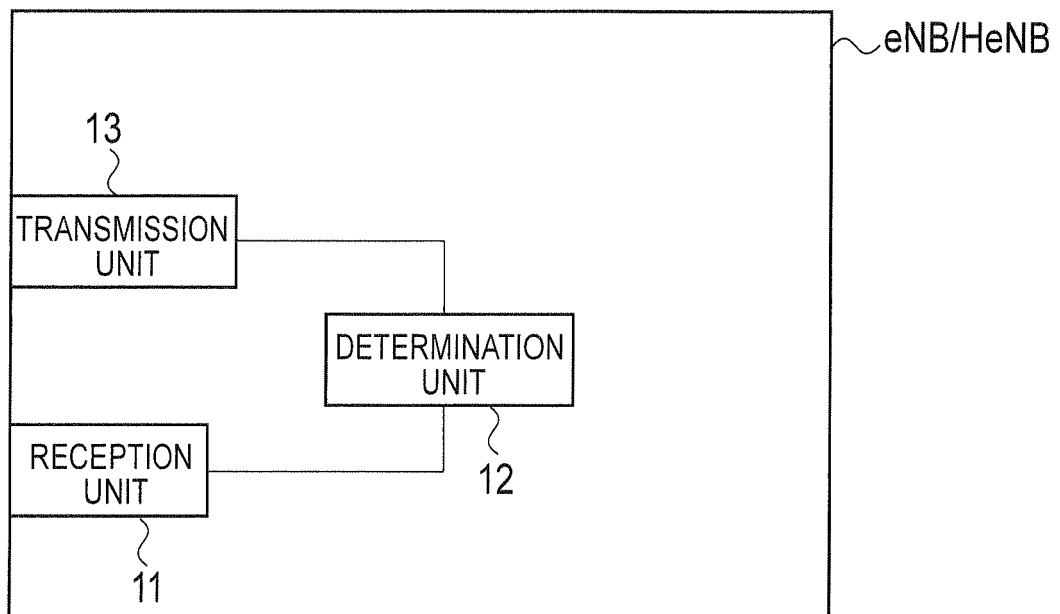 eNB/HeNB
13
TRANSMISSION
UNIT
DETERMINATION
UNIT
12
RECEPTION
UNIT
11